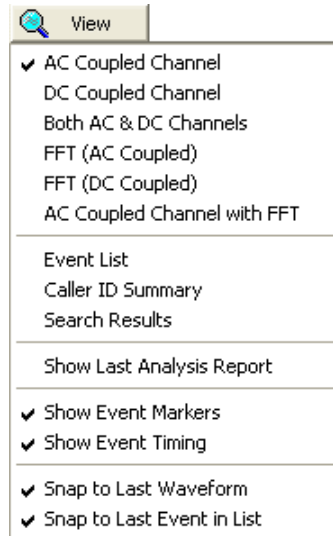 View
AC Coupled Channel
DC Coupled Channel
Both AC & DC Channels
FFT (AC Coupled)
FFT (DC Coupled)
AC Coupled Channel with FFT
Event List
Caller ID Summary
Search Results
Show Last Analysis Report
Show Event Markers
Show Event Timing
Snap to Last Waveform
Snap to Last Event in List